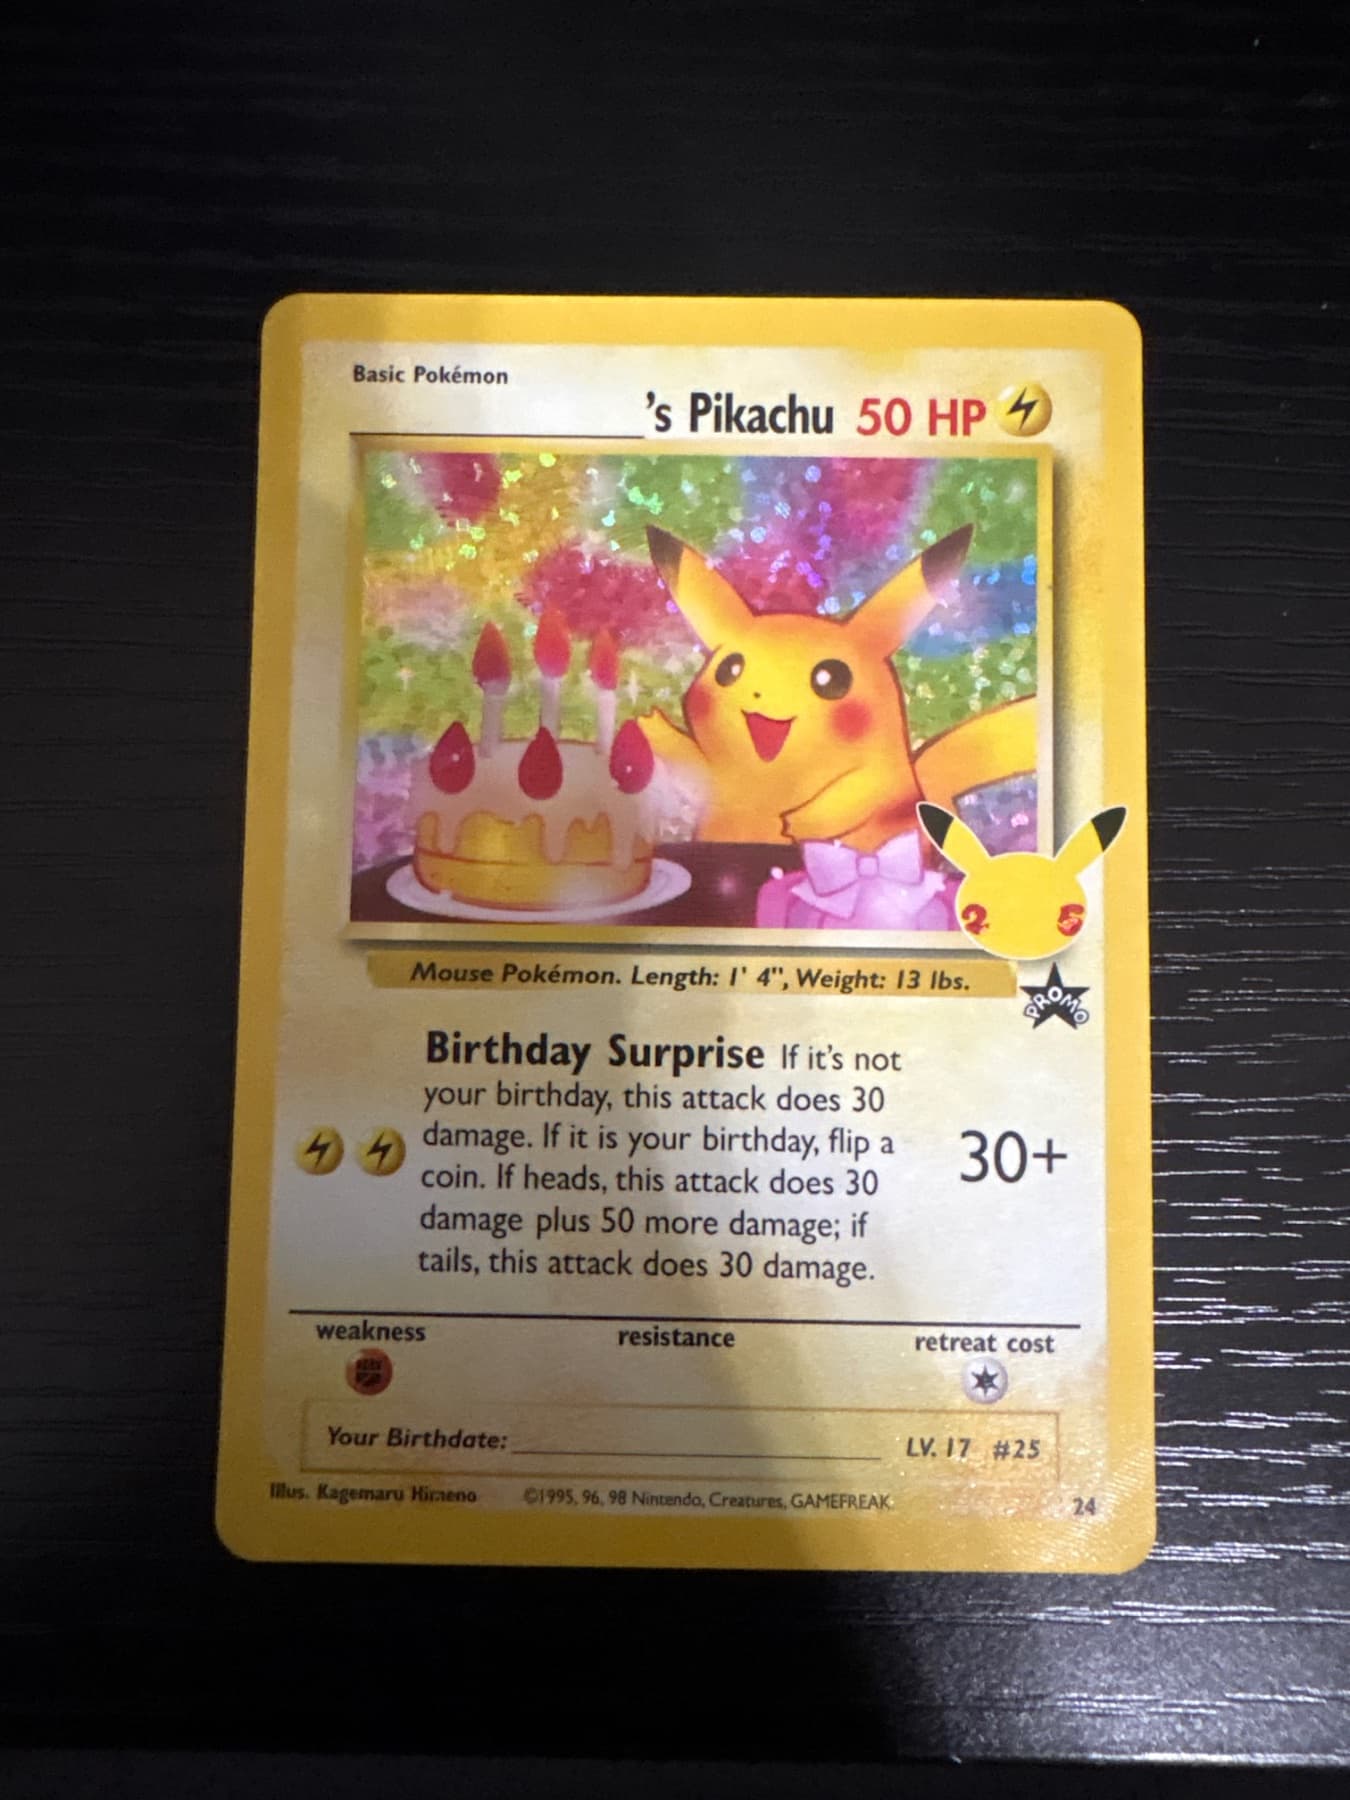 Basic Pokémon
's Pikachu 50 HP
2 5
Mouse Pokémon. Length: 1' 4", Weight: 13 lbs.
PROMO
Birthday Surprise If it's not
your birthday, this attack does 30
damage. If it is your birthday, flip a
coin. If heads, this attack does 30
damage plus 50 more damage; if
tails, this attack does 30 damage.
30+
weakness resistance retreat cost
Your Birthdate: LV. 17 #25
Illus. Kagemaru Himeno ©1995, 96, 98 Nintendo, Creatures, GAMEFREAK. 24